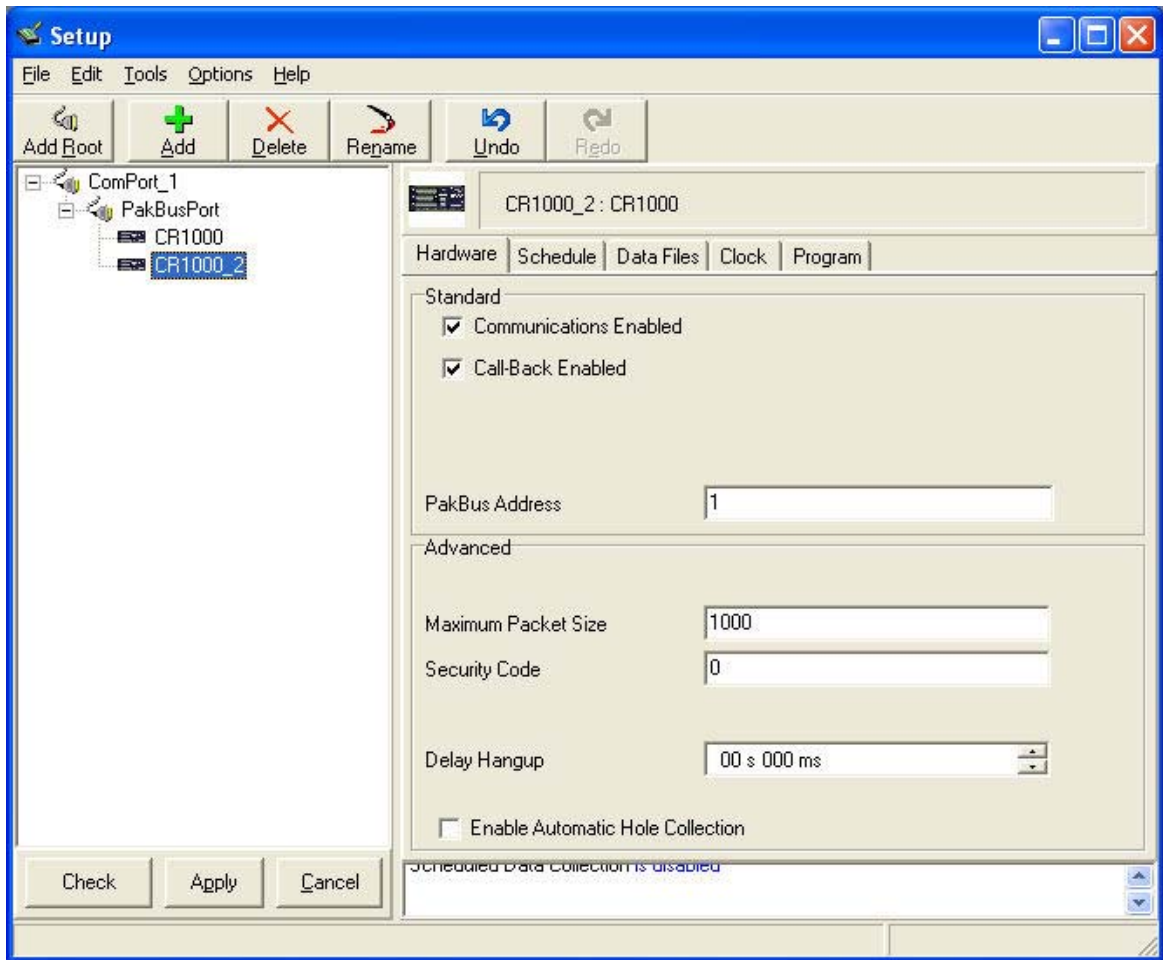 Setup
File Edit Tools Options Help
Add Root Add Delete Rename Undo Redo
ComPort_1
PakBusPort
CR1000
CR1000_2
CR1000_2 : CR1000
Hardware Schedule Data Files Clock Program
Standard
Communications Enabled
Call-Back Enabled
PakBus Address 1
Advanced
Maximum Packet Size 1000
Security Code 0
Delay Hangup 00 s 000 ms
Enable Automatic Hole Collection
Scheduled Data Collection is disabled
Check Apply Cancel